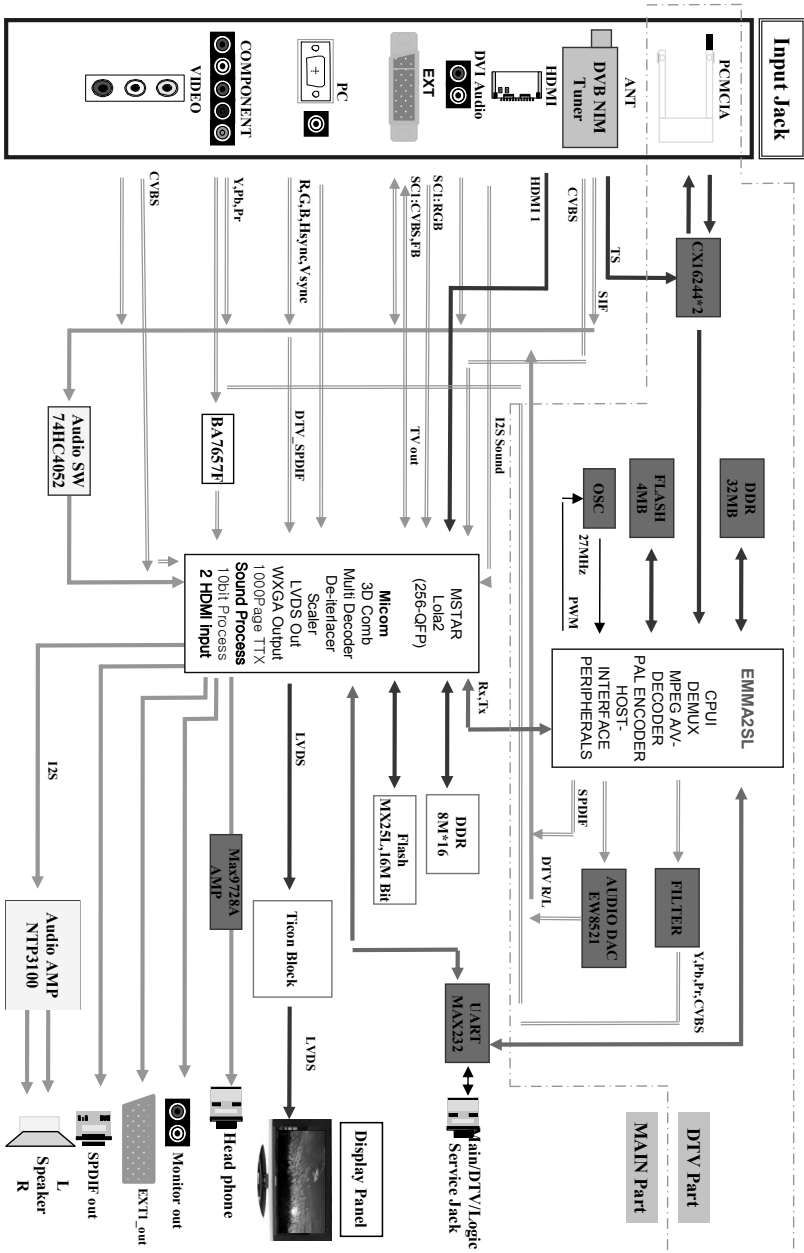 Input Jack
PCMCIA
ANT
DVB NIM
Tuner
HDMI
DVI Audio
EXT
PC
COMPONENT
VIDEO
CX16244*2
TS
SIF
CVBS
HDMI 1
SC1:RGB
SC1:CVBS,FB
R,G,B,Hsync,Vsync
Y,Pb,Pr
CVBS
I2S Sound
TV out
DTV_SPDIF
BA7657F
Audio SW
74HC4052
DDR
32MB
FLASH
4MB
OSC
27MHz
PWM
EMMA2SL
CPUI
DEMUX
MPEG A/V-
DECODER
PAL ENCODER
HOST-
INTERFACE
PERIPHERALS
MSTAR
Lola2
(256-QFP)
Micom
3D Comb
Multi Decoder
De-iterlacer
Scaler
LVDS Out
WXGA Output
1000Page TTX
Sound Process
10bit Process
2 HDMI input
Rx,Tx
SPDIF
DTV R/L
AUDIO DAC
EW8521
FILTER
Y,Pb,Pr,CVBS
DDR
8M*16
Flash
MX25L,16M Bit
LVDS
Ticon Block
LVDS
Max9728A
AMP
I2S
Audio AMP
NTP3100
UART
MAX232
Main/DTV/Logic
Service Jack
Display Panel
Head phone
Monitor out
EXT1_out
SPDIF out
L
Speaker
R
DTV Part
MAIN Part